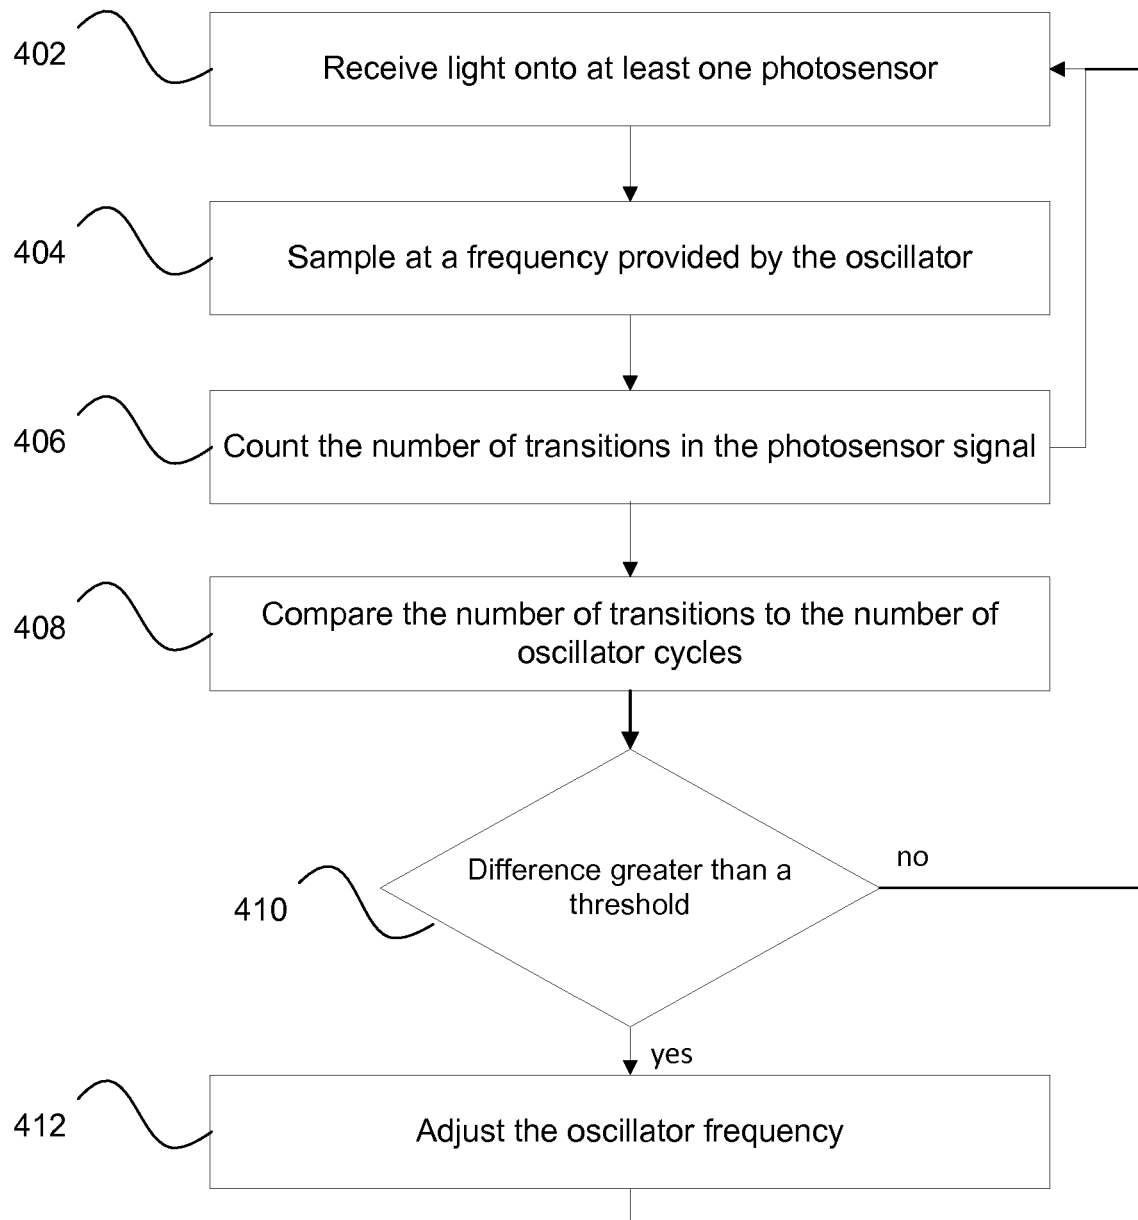 402
Receive light onto at least one photosensor
404
Sample at a frequency provided by the oscillator
406
Count the number of transitions in the photosensor signal
408
Compare the number of transitions to the number of
oscillator cycles
410
Difference greater than a
threshold
no
yes
412
Adjust the oscillator frequency